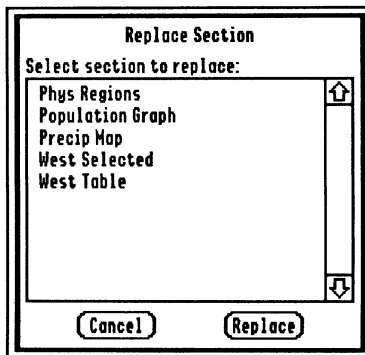 Replace Section
Select section to replace:
Phys Regions
Population Graph
Precip Map
West Selected
West Table
Cancel Replace